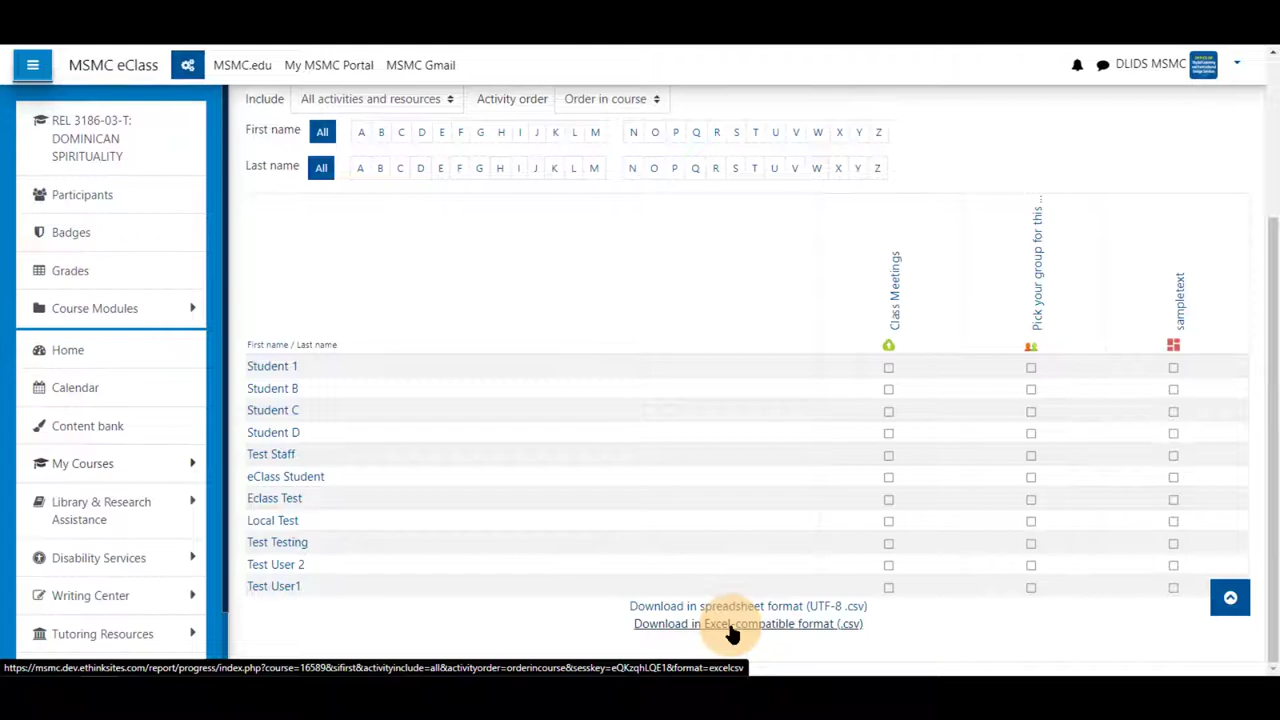 MSMC eClass MSMC.edu My MSMC Portal MSMC Gmail DLIDS MSMC
Include All activities and resources Activity order Order in course
First name All A B C D E F G H I J K L M N O P Q R S T U V W X Y Z
Last name All A B C D E F G H I J K L M N O P Q R S T U V W X Y Z
REL 3186-03-T:
DOMINICAN
SPIRITUALITY
Participants
Badges
Grades
Course Modules
Home
Calendar
Content bank
My Courses
Library & Research
Assistance
Disability Services
Writing Center
Tutoring Resources
Class Meetings
Pick your group for this ...
sampletext
First name / Last name
Student 1
Student B
Student C
Student D
Test Staff
eClass Student
Eclass Test
Local Test
Test Testing
Test User 2
Test User1
Download in spreadsheet format (UTF-8 .csv)
Download in Excel-compatible format (.csv)
https://msmc.dev.ethinksites.com/report/progress/index.php?course=16589&sifirst&activityinclude=all&activityorder=orderincourse&sesskey=eQKzqhLQE1&format=excelcsv